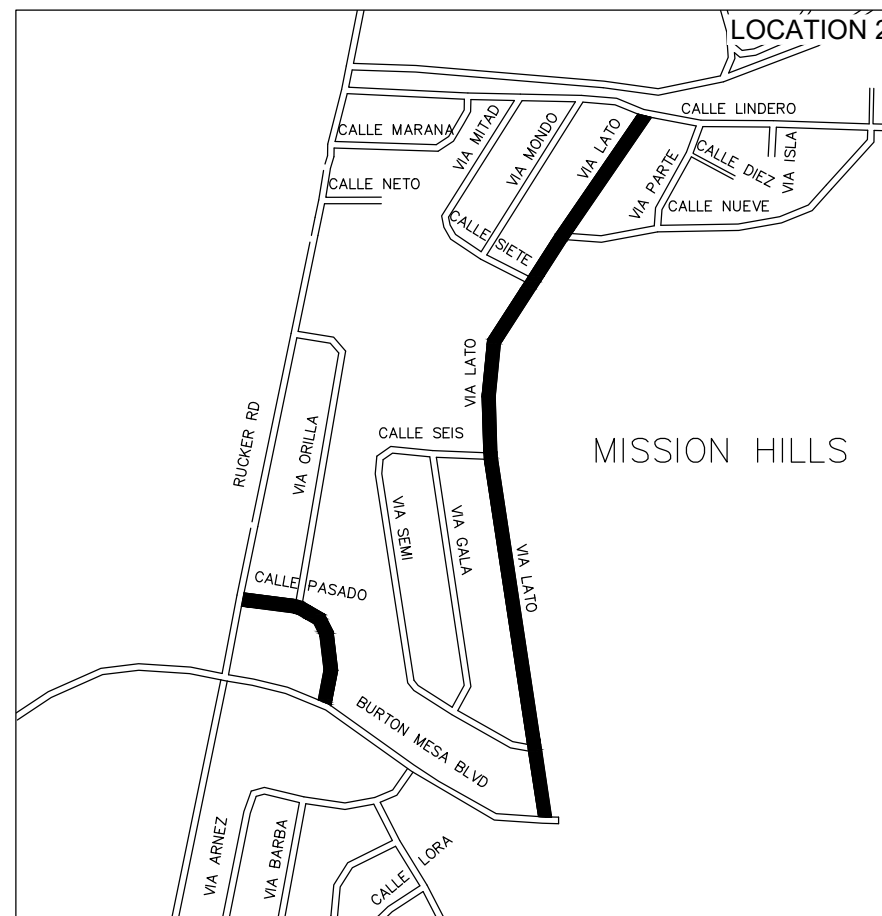 LOCATION 2
CALLE LINDERO
CALLE MARANA
VIA MITAD
VIA MONDO
VIA LATO
VIA PARTE
CALLE DIEZ
VIA ISLA
CALLE NETO
CALLE NUEVE
CALLE SIETE
VIA LATO
RUCKER RD
VIA ORILLA
CALLE SEIS
MISSION HILLS
VIA SEMI
VIA GALA
VIA LATO
CALLE PASADO
BURTON MESA BLVD
VIA ARNEZ
VIA BARBA
CALLE LORA